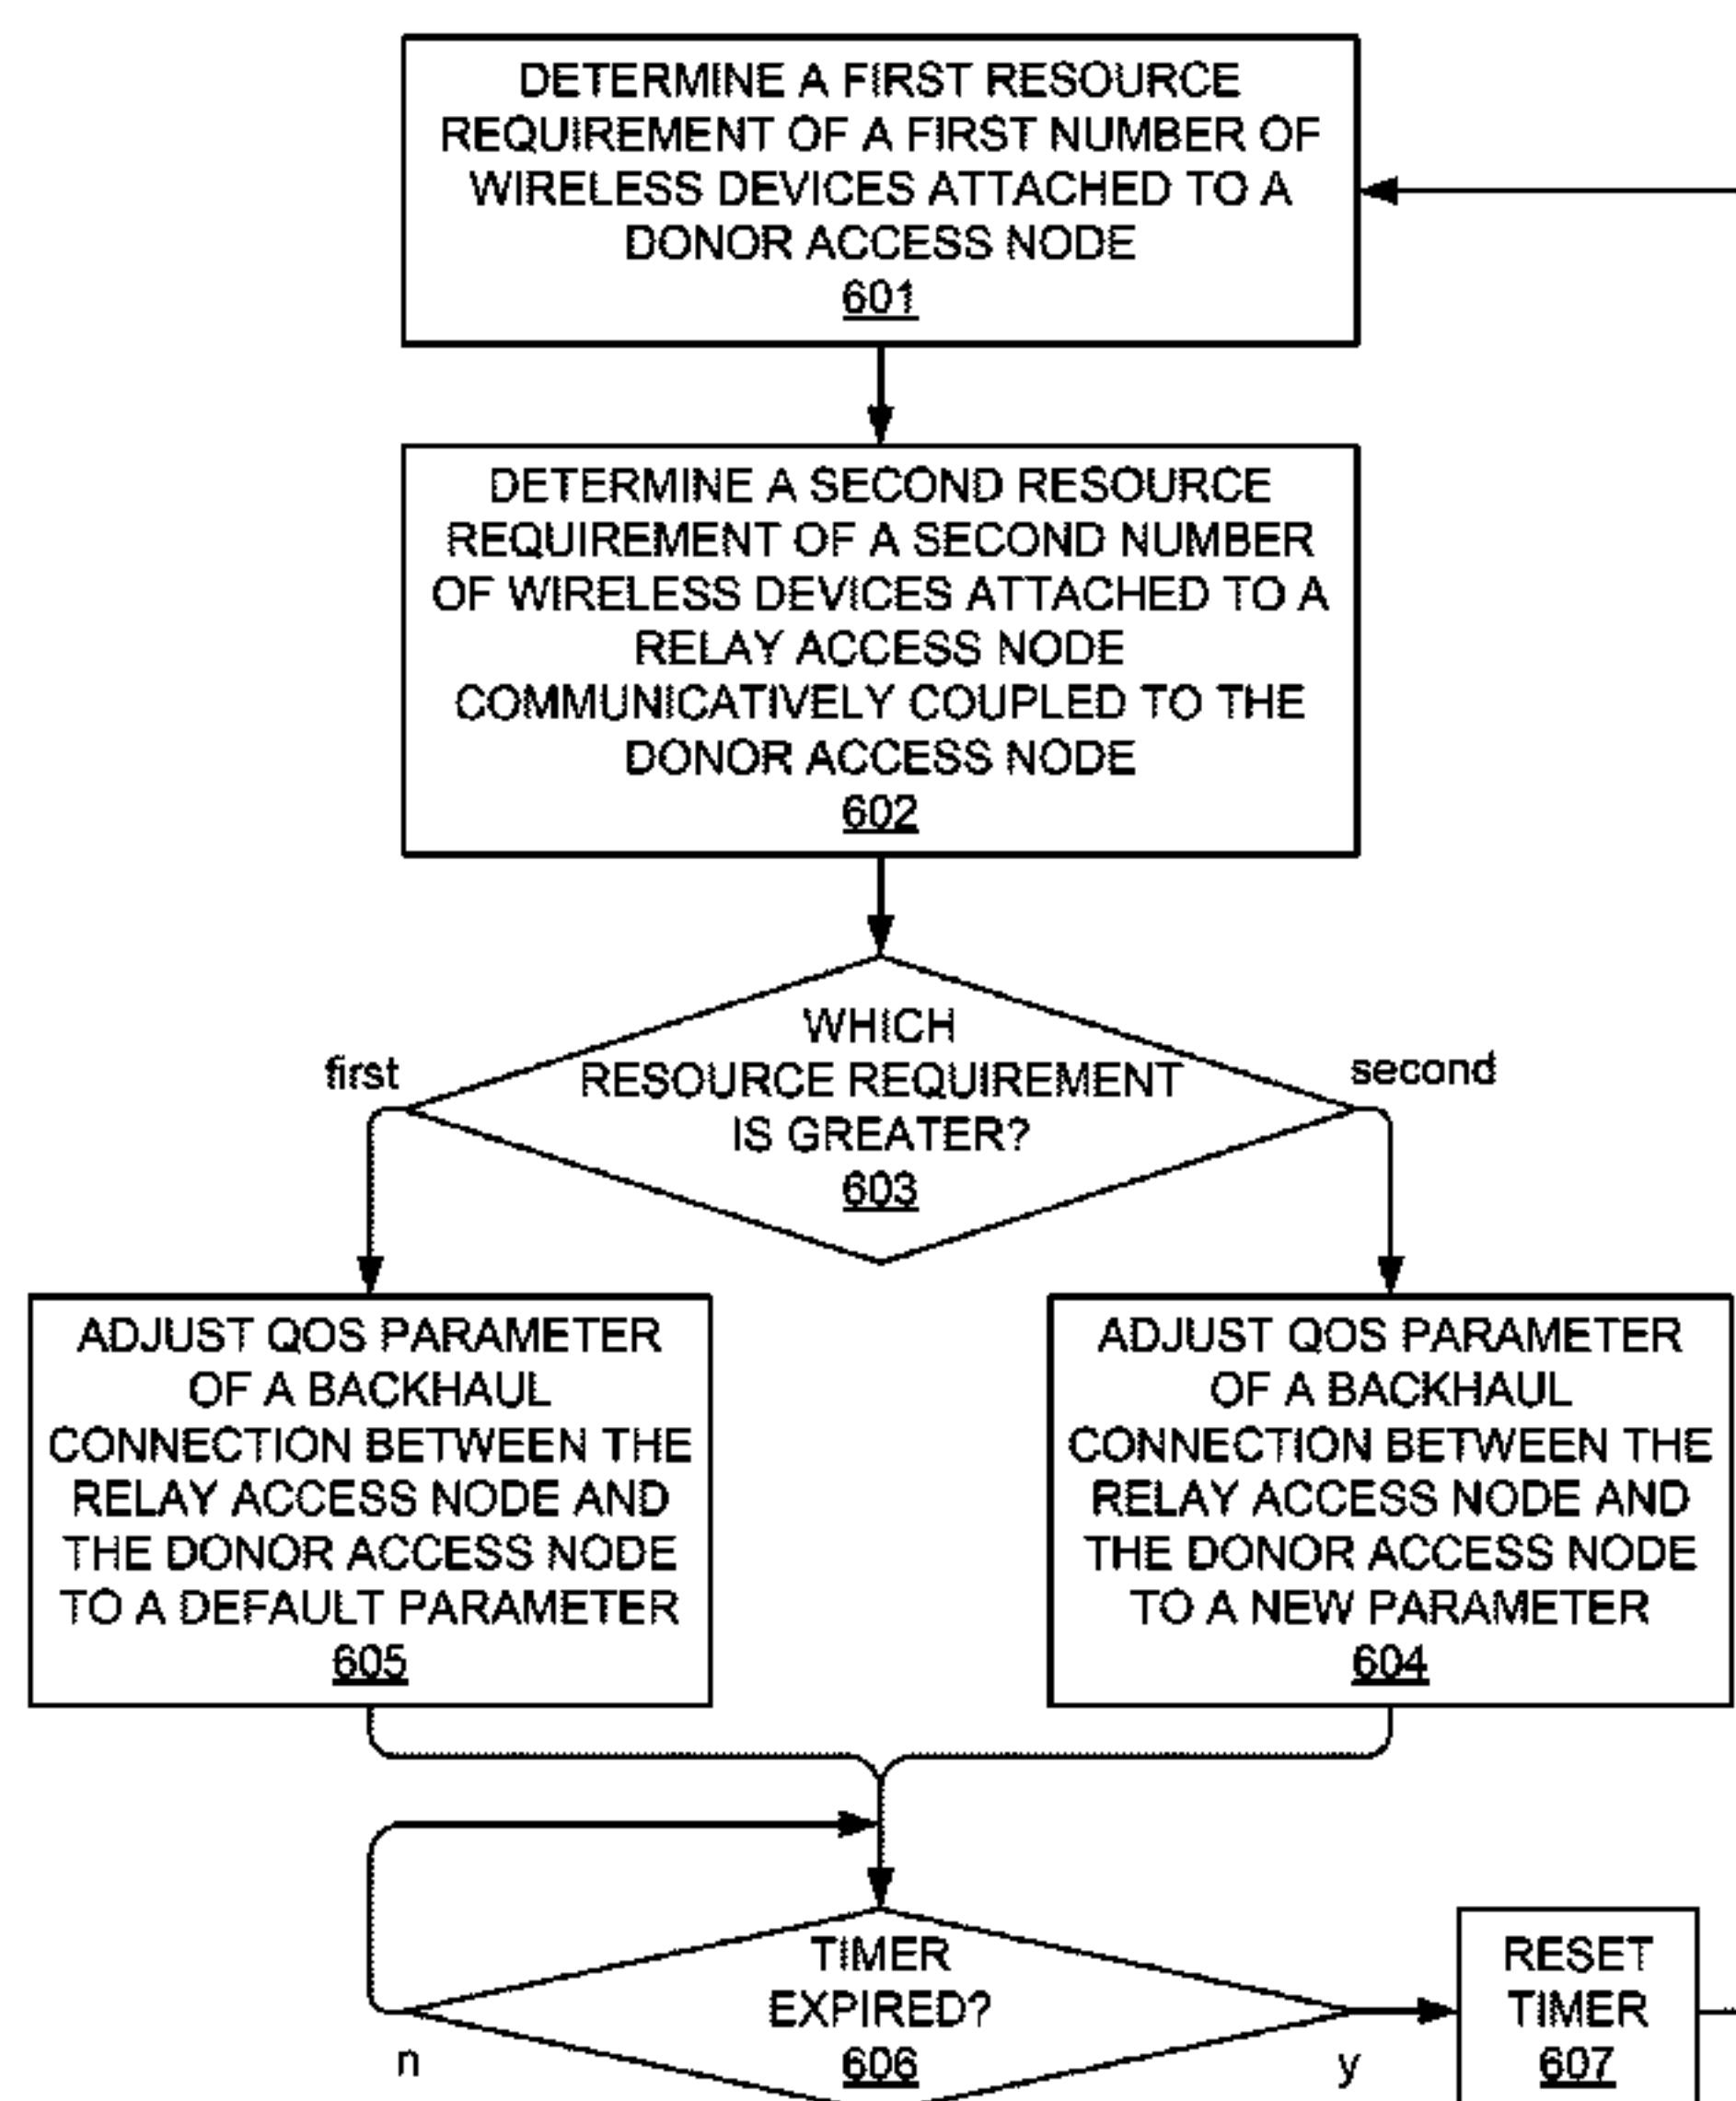 DETERMINE A FIRST RESOURCE
REQUIREMENT OF A FIRST NUMBER OF
WIRELESS DEVICES ATTACHED TO A
DONOR ACCESS NODE
601
DETERMINE A SECOND RESOURCE
REQUIREMENT OF A SECOND NUMBER
OF WIRELESS DEVICES ATTACHED TO A
RELAY ACCESS NODE
COMMUNICATIVELY COUPLED TO THE
DONOR ACCESS NODE
602
WHICH
RESOURCE REQUIREMENT
IS GREATER?
603
first
second
ADJUST QOS PARAMETER
OF A BACKHAUL
CONNECTION BETWEEN THE
RELAY ACCESS NODE AND
THE DONOR ACCESS NODE
TO A DEFAULT PARAMETER
605
ADJUST QOS PARAMETER
OF A BACKHAUL
CONNECTION BETWEEN THE
RELAY ACCESS NODE AND
THE DONOR ACCESS NODE
TO A NEW PARAMETER
604
TIMER
EXPIRED?
606
n
y
RESET
TIMER
607